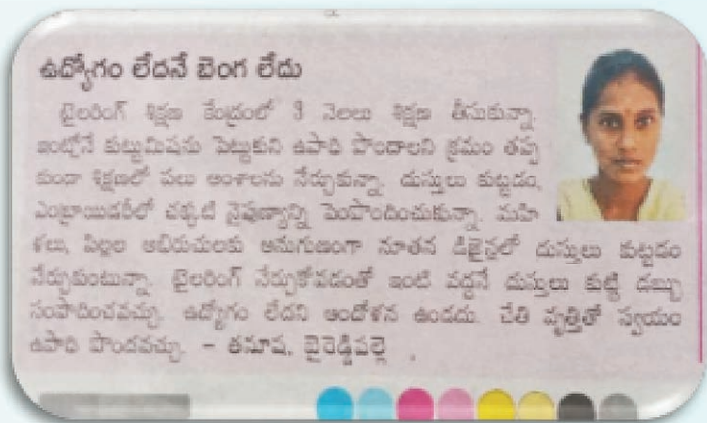 ఉద్యోగం లేదనే బెంగ లేదు
టైలరింగ్ శిక్షణ కేంద్రంలో 3 నెలలు శిక్షణ తీసుకున్నా.
ఇంట్లోనే కుట్టుమిషను పెట్టుకుని ఉపాధి పొందాలని క్రమం తప్ప
కుండా శిక్షణలో పలు అంశాలను నేర్చుకున్నా. దుస్తులు కుట్టడం,
ఎంబ్రాయిడరీలో చక్కటి నైపుణ్యాన్ని పెంపొందించుకున్నా. మహి
ళలు, పిల్లల అభిరుచులకు అనుగుణంగా నూతన డిజైన్లలో దుస్తులు కుట్టడం
నేర్చుకుంటున్నా. టైలరింగ్ నేర్చుకోవడంతో ఇంటి వద్దనే దుస్తులు కుట్టి డబ్బు
సంపాదించవచ్చు. ఉద్యోగం లేదని ఆందోళన ఉండదు. చేతి వృత్తితో స్వయం
ఉపాధి పొందవచ్చు. – తనూష, బైరెడ్డిపల్లె